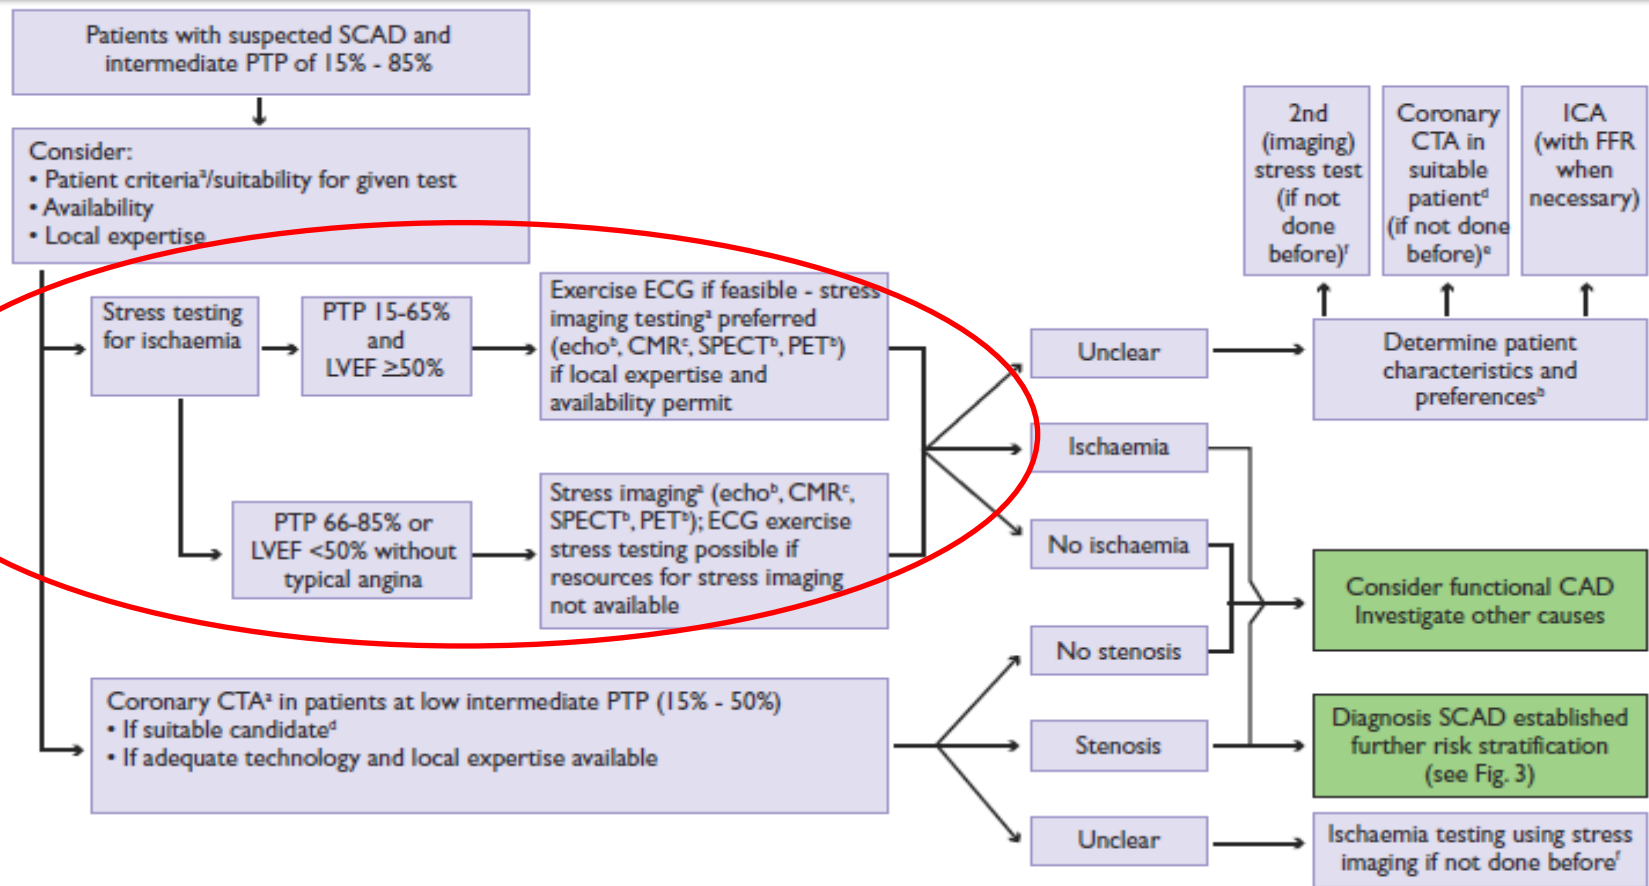 Patients with suspected SCAD and
intermediate PTP of 15% - 85%
Consider:
• Patient criteriaᵃ/suitability for given test
• Availability
• Local expertise
Stress testing
for ischaemia
PTP 15-65%
and
LVEF ≥50%
Exercise ECG if feasible - stress
imaging testingᵃ preferred
(echoᵇ, CMRᶜ, SPECTᵇ, PETᵇ)
if local expertise and
availability permit
PTP 66-85% or
LVEF <50% without
typical angina
Stress imagingᵃ (echoᵇ, CMRᶜ,
SPECTᵇ, PETᵇ); ECG exercise
stress testing possible if
resources for stress imaging
not available
Coronary CTAᵃ in patients at low intermediate PTP (15% - 50%)
• If suitable candidateᵈ
• If adequate technology and local expertise available
Unclear
Ischaemia
No ischaemia
No stenosis
Stenosis
Unclear
2nd
(imaging)
stress test
(if not
done
before)ᶠ
Coronary
CTA in
suitable
patientᵈ
(if not done
before)ᵉ
ICA
(with FFR
when
necessary)
Determine patient
characteristics and
preferencesᵇ
Consider functional CAD
Investigate other causes
Diagnosis SCAD established
further risk stratification
(see Fig. 3)
Ischaemia testing using stress
imaging if not done beforeᶠ